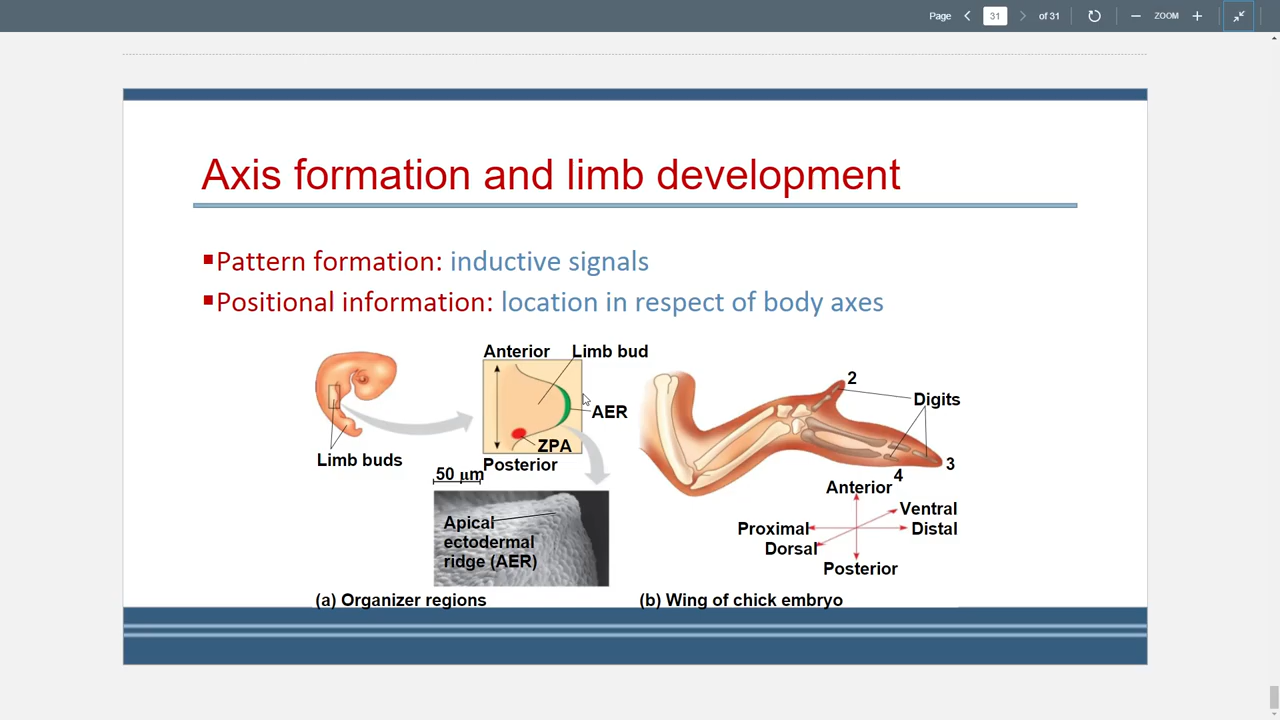 Page 31 of 31 ZOOM
Axis formation and limb development
Pattern formation: inductive signals
Positional information: location in respect of body axes
Anterior
Limb bud
AER
ZPA
Posterior
Limb buds
50 µm
Apical
ectodermal
ridge (AER)
(a) Organizer regions
2
Digits
3
4
Anterior
Ventral
Proximal
Distal
Dorsal
Posterior
(b) Wing of chick embryo